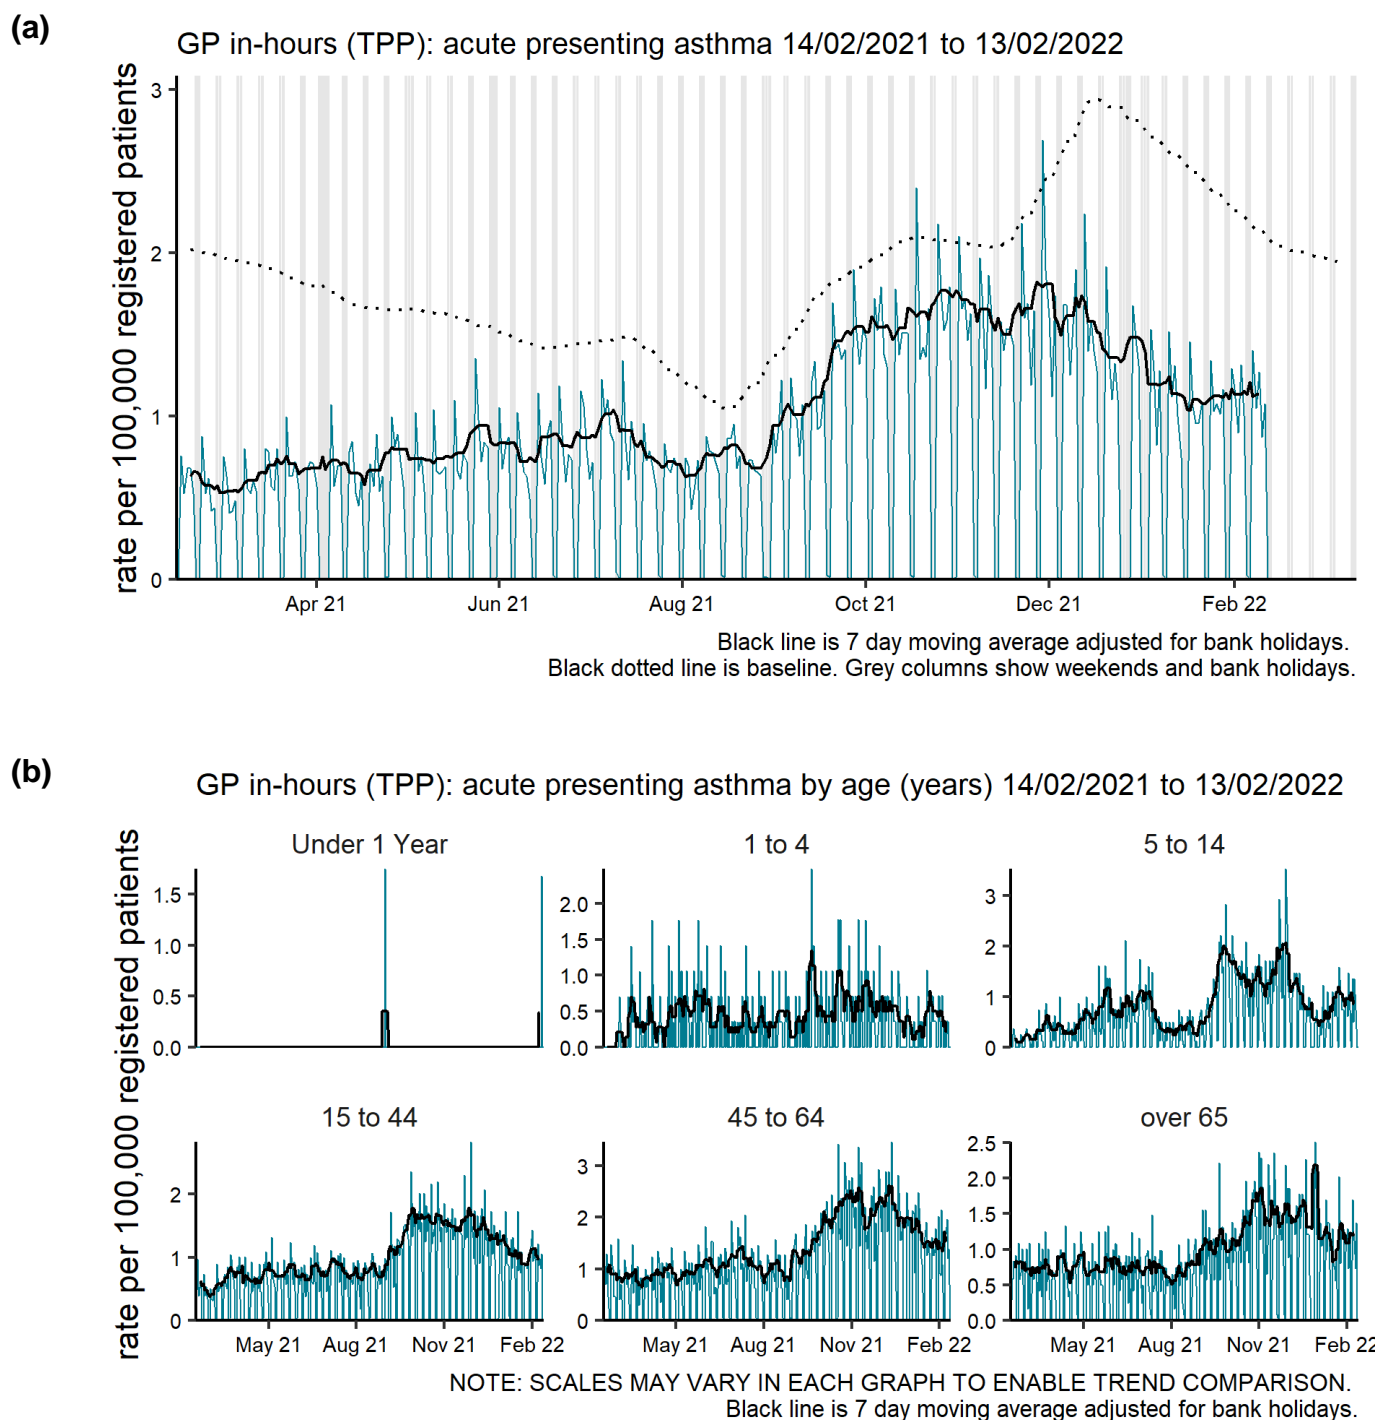 (a)
GP in-hours (TPP): acute presenting asthma 14/02/2021 to 13/02/2022
rate per 100,000 registered patients
3
2
1
0
Apr 21 Jun 21 Aug 21 Oct 21 Dec 21 Feb 22
Black line is 7 day moving average adjusted for bank holidays.
Black dotted line is baseline. Grey columns show weekends and bank holidays.
(b)
GP in-hours (TPP): acute presenting asthma by age (years) 14/02/2021 to 13/02/2022
rate per 100,000 registered patients
Under 1 Year
1.5
1.0
0.5
0.0
1 to 4
2.0
1.5
1.0
0.5
0.0
5 to 14
3
2
1
0
15 to 44
2
1
0
May 21 Aug 21 Nov 21 Feb 22
45 to 64
3
2
1
0
May 21 Aug 21 Nov 21 Feb 22
over 65
2.5
2.0
1.5
1.0
0.5
0.0
May 21 Aug 21 Nov 21 Feb 22
NOTE: SCALES MAY VARY IN EACH GRAPH TO ENABLE TREND COMPARISON.
Black line is 7 day moving average adjusted for bank holidays.